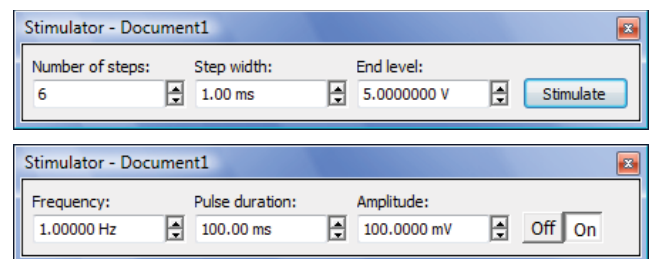 Stimulator - Document1
Number of steps: Step width: End level:
6 1.00 ms 5.0000000 V Stimulate
Stimulator - Document1
Frequency: Pulse duration: Amplitude:
1.00000 Hz 100.00 ms 100.0000 mV Off On